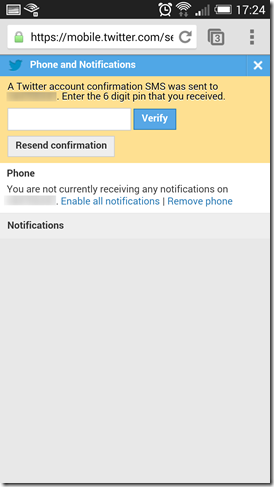 17:24
https://mobile.twitter.com/se
3
Phone and Notifications
A Twitter account confirmation SMS was sent to
. Enter the 6 digit pin that you received.
Verify
Resend confirmation
Phone
You are not currently receiving any notifications on
. Enable all notifications | Remove phone
Notifications